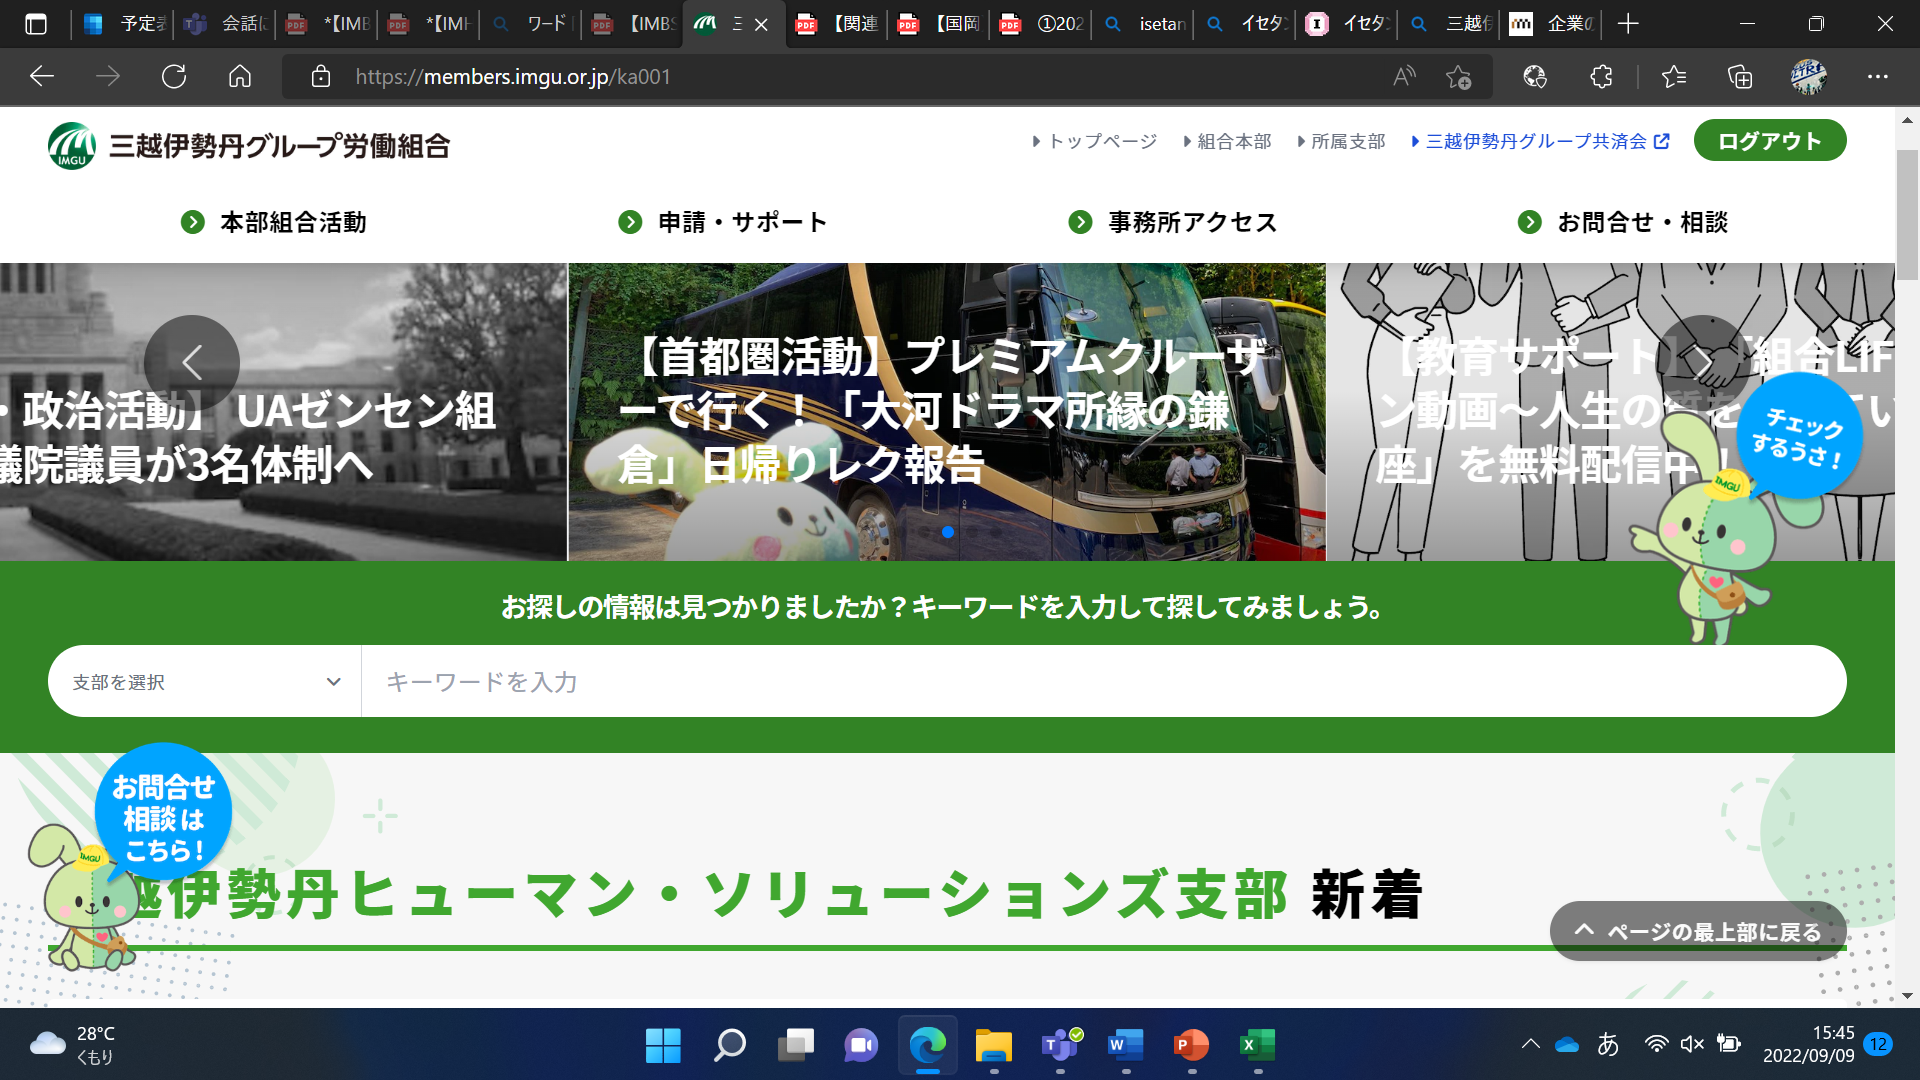 予定
会話に
*【IMB
*【IMH
ワード
【IMBS
三
【関連
【国岡
①202
isetan
イセタン
イセタン
三越伊
企業の
https://members.imgu.or.jp/ka001
IMGU
三越伊勢丹グループ労働組合
トップページ
組合本部
所属支部
三越伊勢丹グループ共済会
ログアウト
本部組合活動
申請・サポート
事務所アクセス
お問合せ・相談
・政治活動】 UAゼンセン組
議院議員が3名体制へ
【首都圏活動】プレミアムクルーザ
ーで行く！「大河ドラマ所縁の鎌
倉」日帰りレク報告
【教育サポート】「組合LIF
ン動画～人生の質を
てい
座」を無料配信中！
チェック
するうさ！
IMGU
お探しの情報は見つかりましたか？キーワードを入力して探してみましょう。
支部を選択
キーワードを入力
お問合せ
相談は
こちら！
IMGU
越伊勢丹ヒューマン・ソリューションズ支部 新着
ページの最上部に戻る
28°C
くもり
あ
15:45
2022/09/09
12